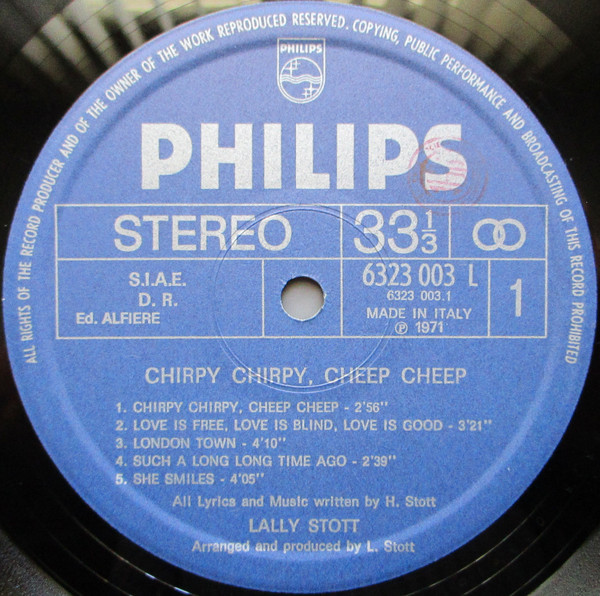 ALL RIGHTS OF THE RECORD PRODUCER AND OF THE OWNER OF THE WORK REPRODUCED RESERVED. COPYING, PUBLIC PERFORMANCE AND BROADCASTING OF THIS RECORD PROHIBITED
PHILIPS
PHILIPS
STEREO 33 1/3
S.I.A.E.
D. R.
Ed. ALFIERE
6323 003 L
6323 003.1
MADE IN ITALY
℗ 1971
1
CHIRPY CHIRPY, CHEEP CHEEP
1. CHIRPY CHIRPY, CHEEP CHEEP - 2'56"
2. LOVE IS FREE, LOVE IS BLIND, LOVE IS GOOD - 3'21"
3. LONDON TOWN - 4'10"
4. SUCH A LONG LONG TIME AGO - 2'39"
5. SHE SMILES - 4'05"
All Lyrics and Music written by H. Stott
LALLY STOTT
Arranged and produced by L. Stott